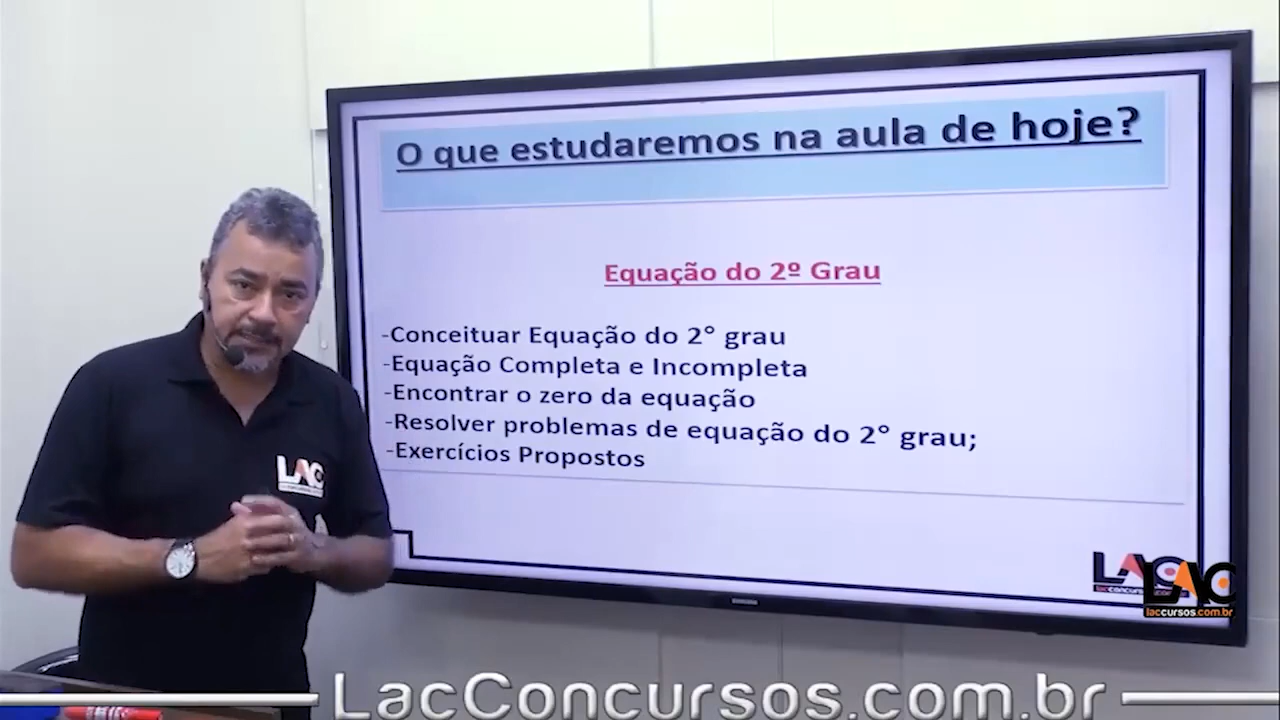 O que estudaremos na aula de hoje?
Equação do 2º Grau
-Conceituar Equação do 2° grau
-Equação Completa e Incompleta
-Encontrar o zero da equação
-Resolver problemas de equação do 2° grau;
-Exercícios Propostos
LAC
LAC
lacconcurs
LAC
laccursos.com.br
LacConcursos.com.br